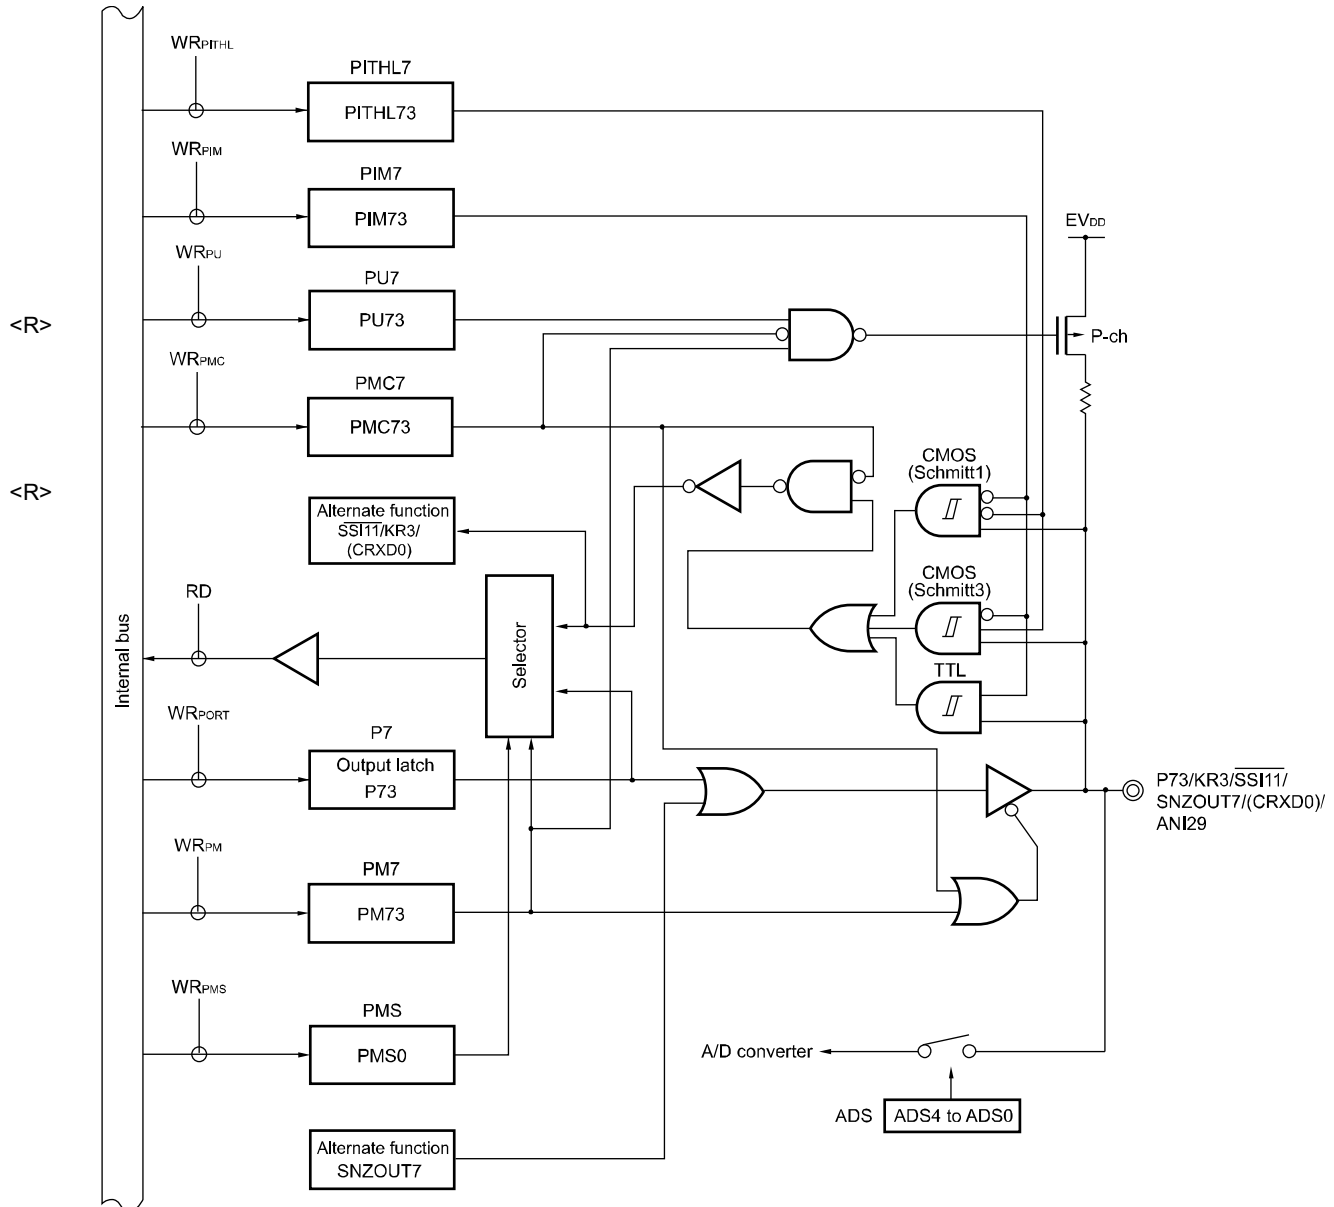 WRPITHL
PITHL7
PITHL73
WRPIM
PIM7
PIM73
EVDD
WRPU
PU7
<R>
PU73
P-ch
WRPMC
PMC7
PMC73
CMOS
(Schmitt1)
<R>
Alternate function
SSI11/KR3/
(CRXD0)
CMOS
(Schmitt3)
RD
Internal bus
Selector
TTL
WRPORT
P7
Output latch
P73
P73/KR3/SSI11/
SNZOUT7/(CRXD0)/
ANI29
WRPM
PM7
PM73
WRPMS
PMS
PMS0
A/D converter
ADS
ADS4 to ADS0
Alternate function
SNZOUT7